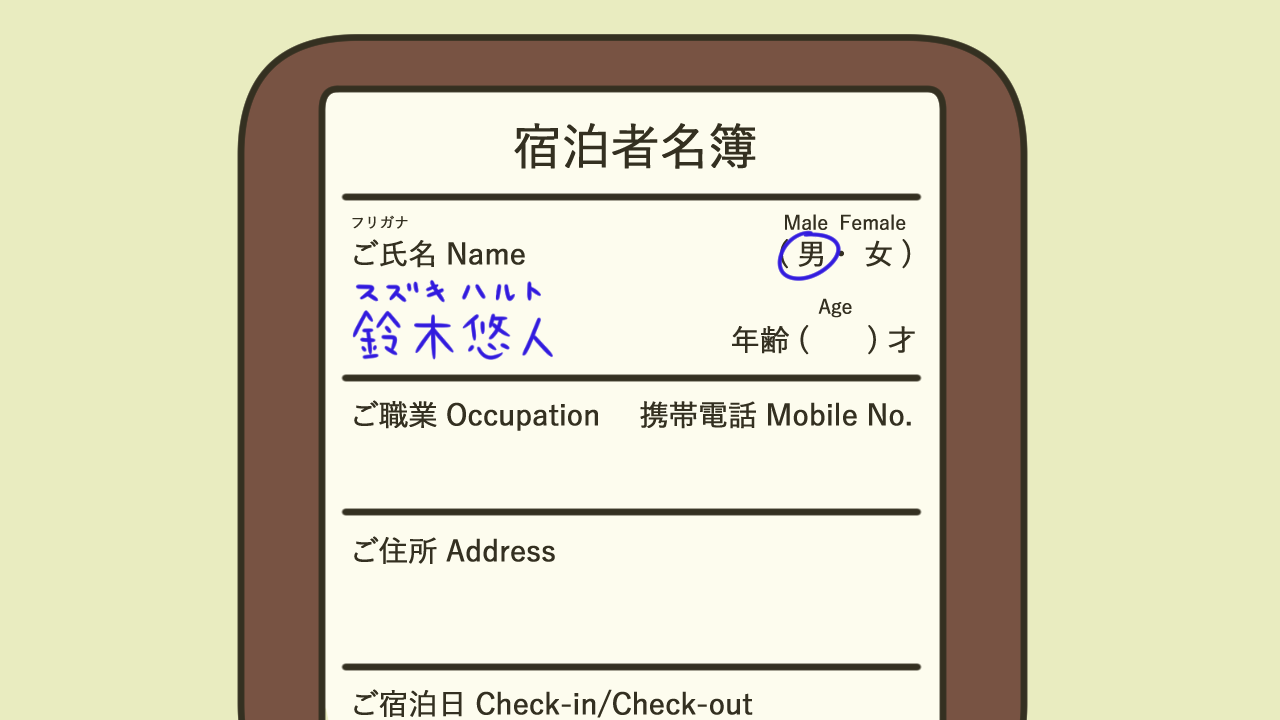 宿泊者名簿
フリガナ
ご氏名 Name
スズキ ハルト
鈴木悠人
Male Female
(男・女)
Age
年齢( )才
ご職業 Occupation 携帯電話 Mobile No.
ご住所 Address
ご宿泊日 Check-in/Check-out